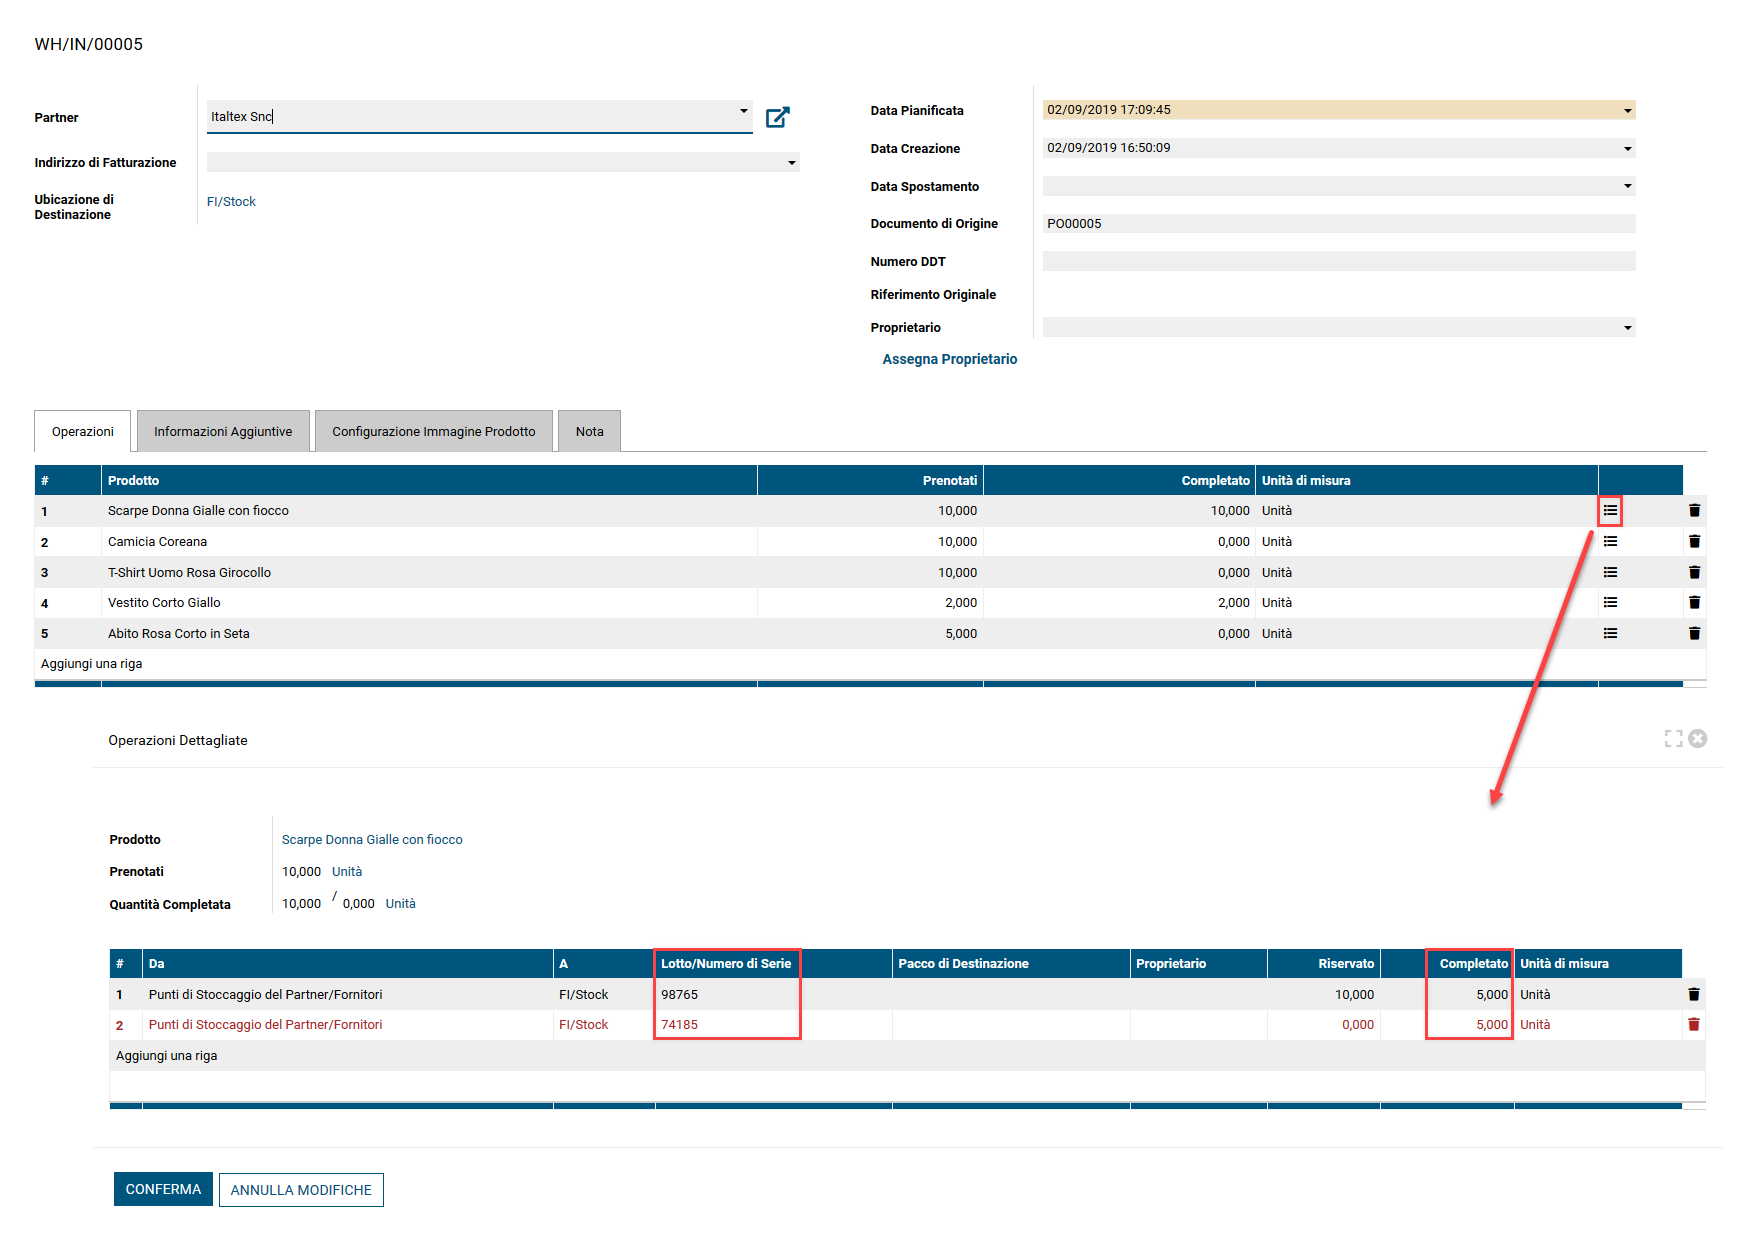 WH/IN/00005
Partner
Italtex Snc
Indirizzo di Fatturazione
Ubicazione di
Destinazione
FI/Stock
Data Pianificata
02/09/2019 17:09:45
Data Creazione
02/09/2019 16:50:09
Data Spostamento
Documento di Origine
PO00005
Numero DDT
Riferimento Originale
Proprietario
Assegna Proprietario
Operazioni Informazioni Aggiuntive Configurazione Immagine Prodotto Nota
# Prodotto Prenotati Completato Unità di misura
1 Scarpe Donna Gialle con fiocco 10,000 10,000 Unità
2 Camicia Coreana 10,000 0,000 Unità
3 T-Shirt Uomo Rosa Girocollo 10,000 0,000 Unità
4 Vestito Corto Giallo 2,000 2,000 Unità
5 Abito Rosa Corto in Seta 5,000 0,000 Unità
Aggiungi una riga
Operazioni Dettagliate
Prodotto Scarpe Donna Gialle con fiocco
Prenotati 10,000 Unità
Quantità Completata 10,000 / 0,000 Unità
# Da A Lotto/Numero di Serie Pacco di Destinazione Proprietario Riservato Completato Unità di misura
1 Punti di Stoccaggio del Partner/Fornitori FI/Stock 98765 10,000 5,000 Unità
2 Punti di Stoccaggio del Partner/Fornitori FI/Stock 74185 0,000 5,000 Unità
Aggiungi una riga
CONFERMA ANNULLA MODIFICHE